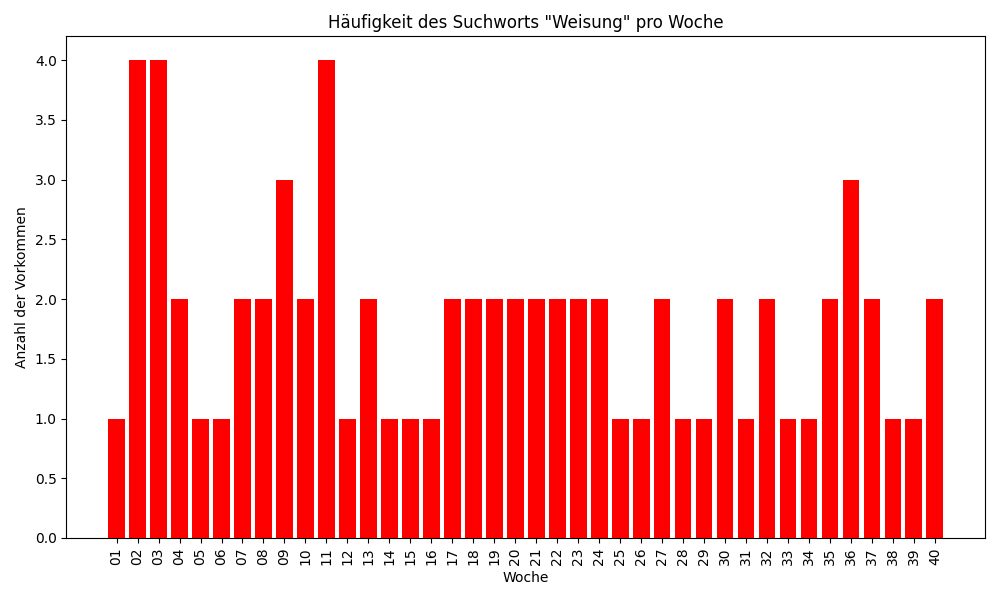 Häufigkeit des Suchworts "Weisung" pro Woche
Anzahl der Vorkommen
4.0
3.5
3.0
2.5
2.0
1.5
1.0
0.5
0.0
01 02 03 04 05 06 07 08 09 10 11 12 13 14 15 16 17 18 19 20 21 22 23 24 25 26 27 28 29 30 31 32 33 34 35 36 37 38 39 40
Woche